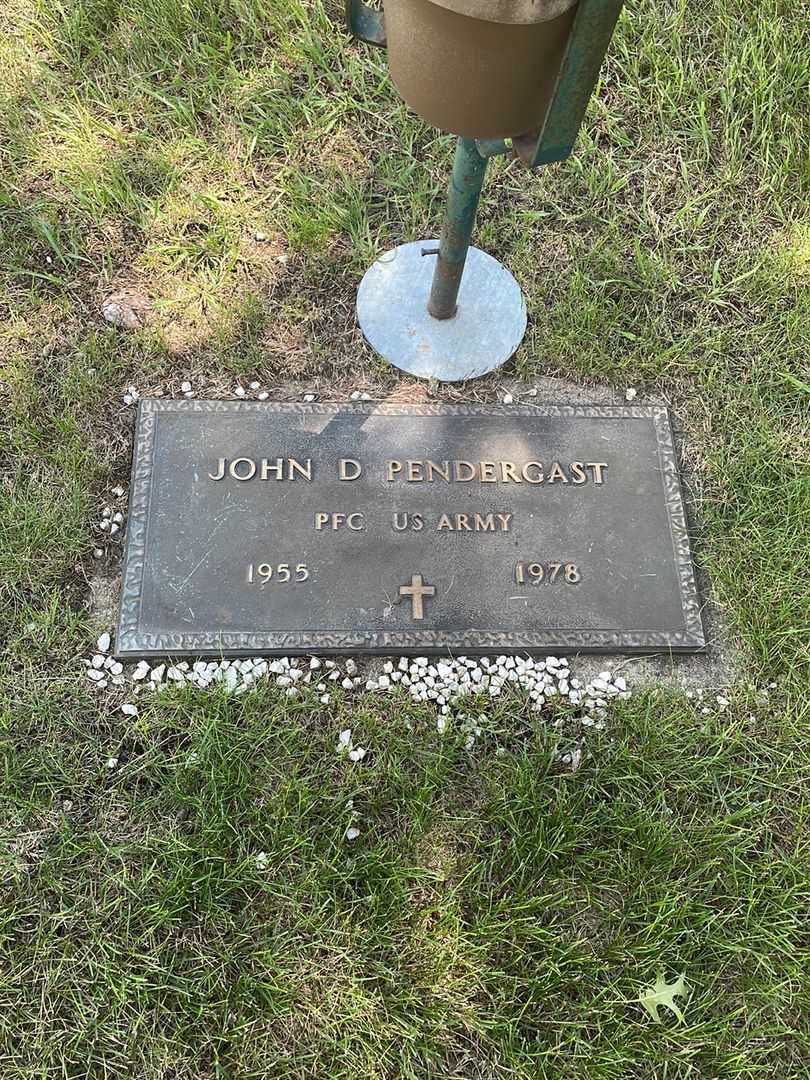 JOHN D PENDERGAST
PFC US ARMY
1955 1978